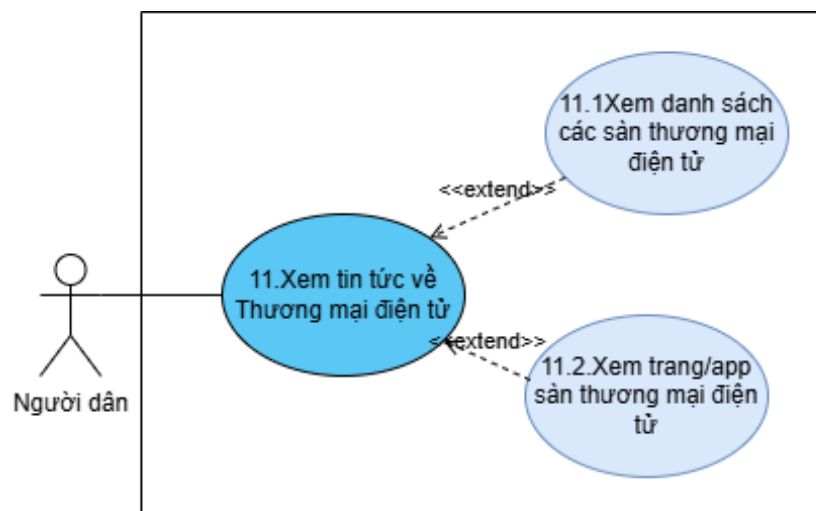 11.1Xem danh sách
các sàn thương mại
điện tử
<<extend>>
11.Xem tin tức về
Thương mại điện tử
<<extend>>
11.2.Xem trang/app
sàn thương mại điện
tử
Người dân